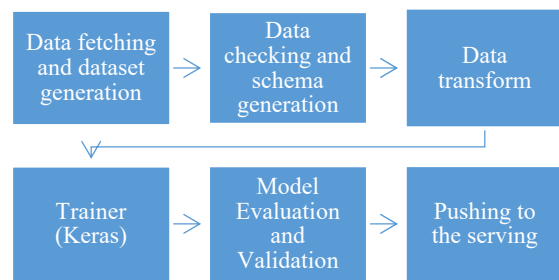 Data fetching
and dataset
generation
Data
checking and
schema
generation
Data
transform
Trainer
(Keras)
Model
Evaluation
and
Validation
Pushing to
the serving